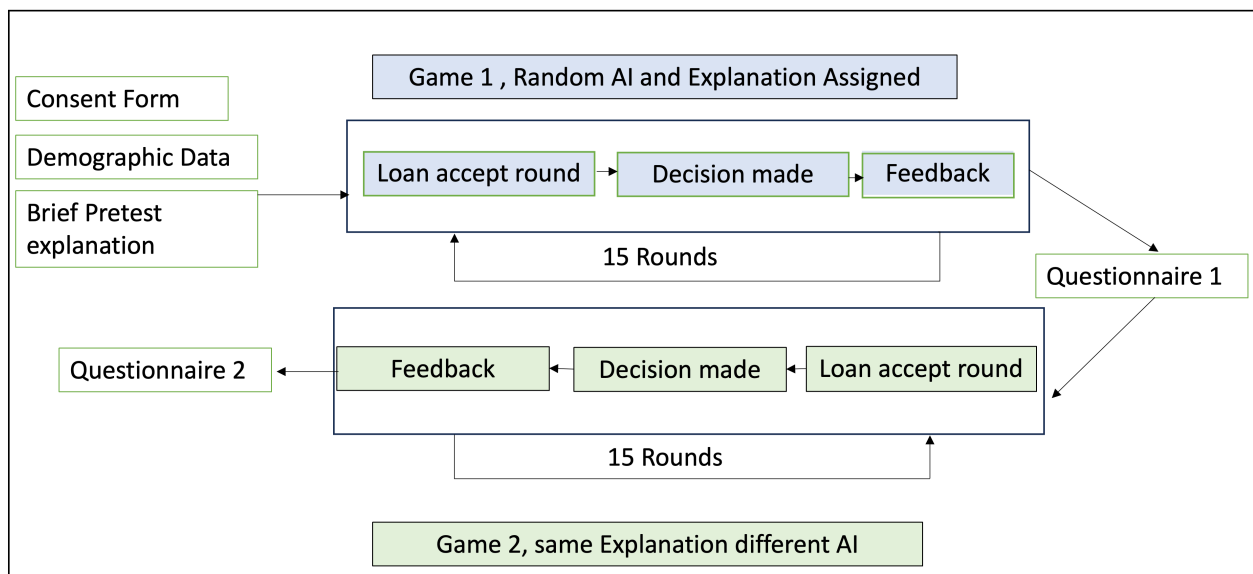 Game 1 , Random AI and Explanation Assigned
Consent Form
Demographic Data
Brief Pretest
explanation
Loan accept round
Decision made
Feedback
15 Rounds
Questionnaire 1
Loan accept round
Decision made
Feedback
Questionnaire 2
15 Rounds
Game 2, same Explanation different AI